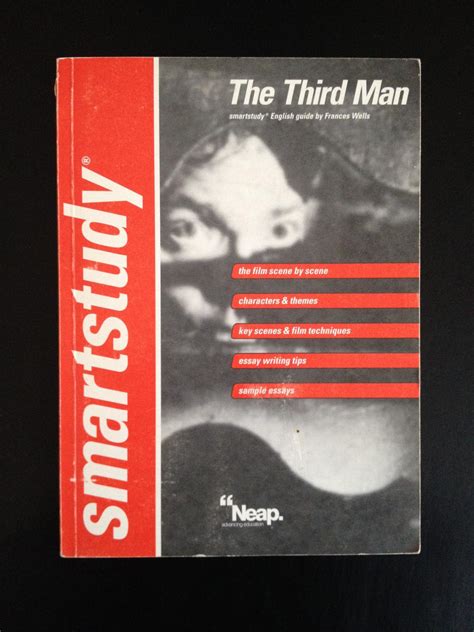 The Third Man
smartstudy® English guide by Frances Wells
smartstudy®
the film scene by scene
characters & themes
key scenes & film techniques
essay writing tips
sample essays
“Neap.
advancing education